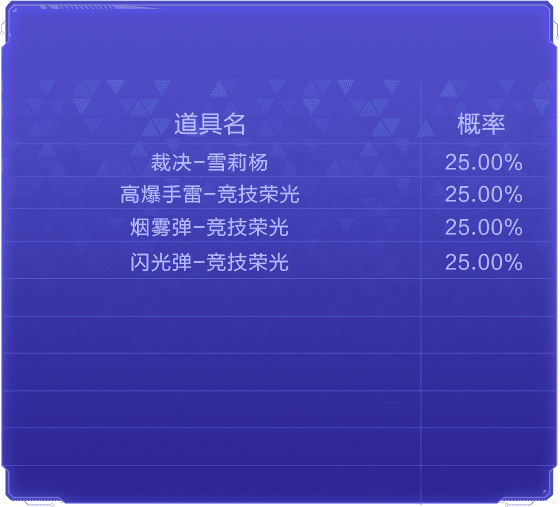 道具名 概率
裁决-雪莉杨 25.00%
高爆手雷-竞技荣光 25.00%
烟雾弹-竞技荣光 25.00%
闪光弹-竞技荣光 25.00%